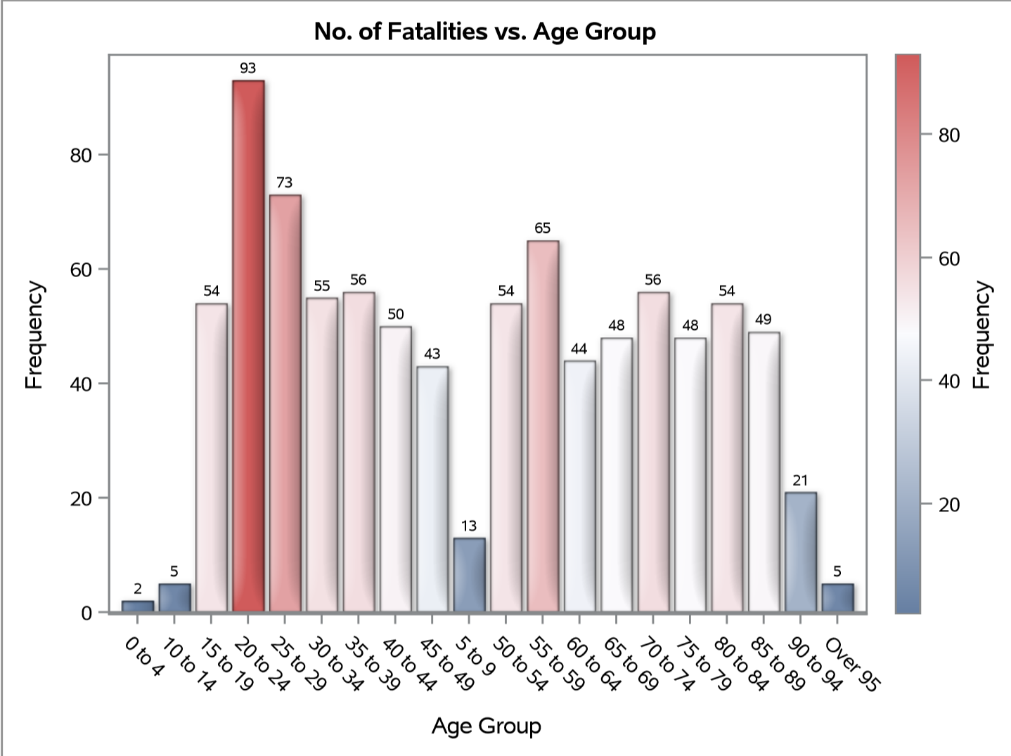 No. of Fatalities vs. Age Group
Frequency
80
60
40
20
0
2
5
54
93
73
55
56
50
43
13
54
65
44
48
56
48
54
49
21
5
0 to 4
10 to 14
15 to 19
20 to 24
25 to 29
30 to 34
35 to 39
40 to 44
45 to 49
5 to 9
50 to 54
55 to 59
60 to 64
65 to 69
70 to 74
75 to 79
80 to 84
85 to 89
90 to 94
Over 95
Age Group
80
60
40
20
Frequency